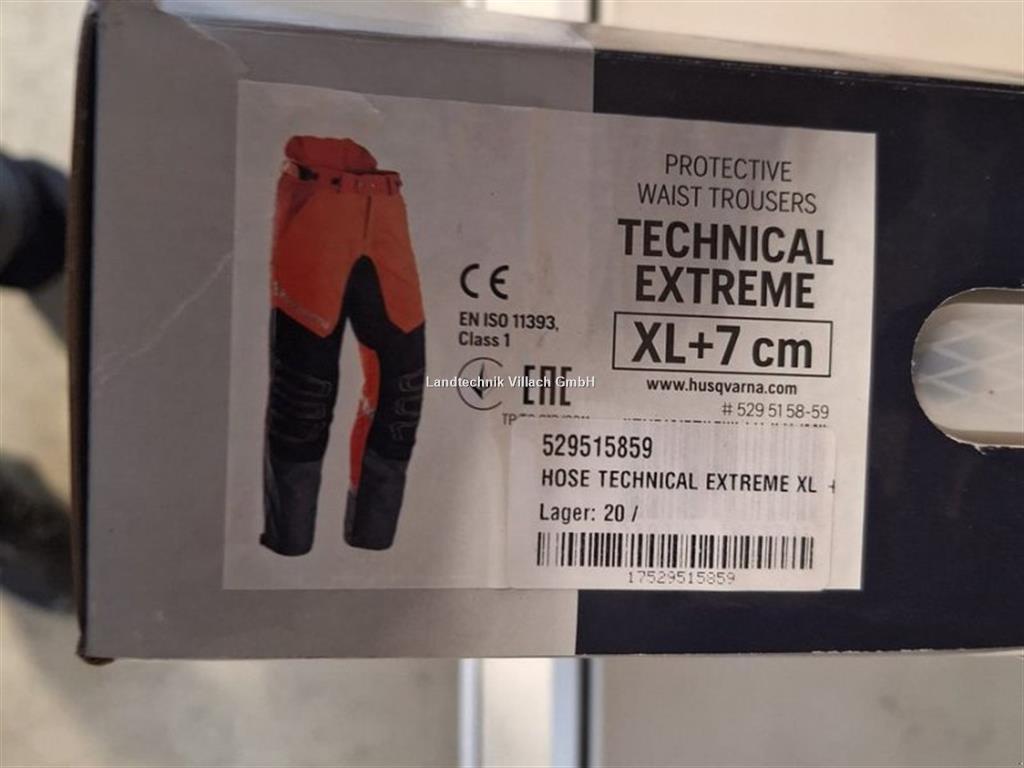 PROTECTIVE
WAIST TROUSERS
TECHNICAL
EXTREME
XL+7 cm
www.husqvarna.com
# 529 51 58-59
CE
EN ISO 11393,
Class 1
EAC
Landtechnik Villach GmbH
529515859
HOSE TECHNICAL EXTREME XL +
Lager: 20 /
17529515859